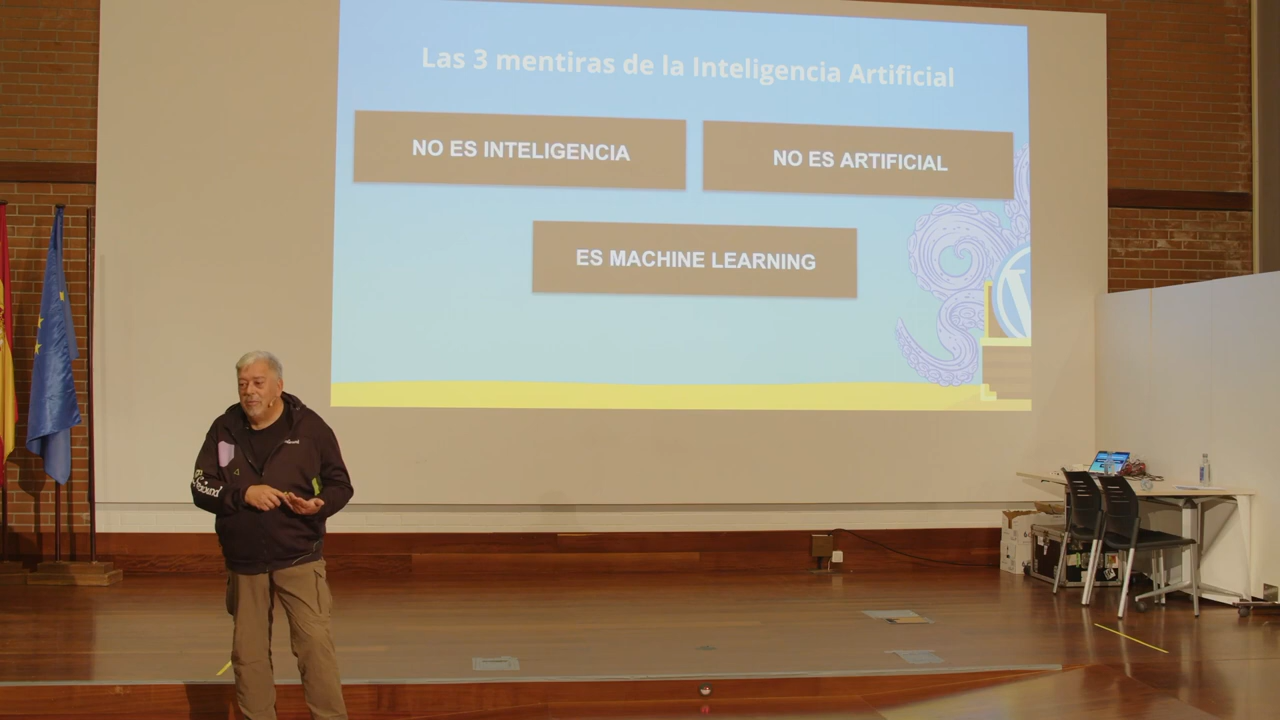 Las 3 mentiras de la Inteligencia Artificial
NO ES INTELIGENCIA
NO ES ARTIFICIAL
ES MACHINE LEARNING